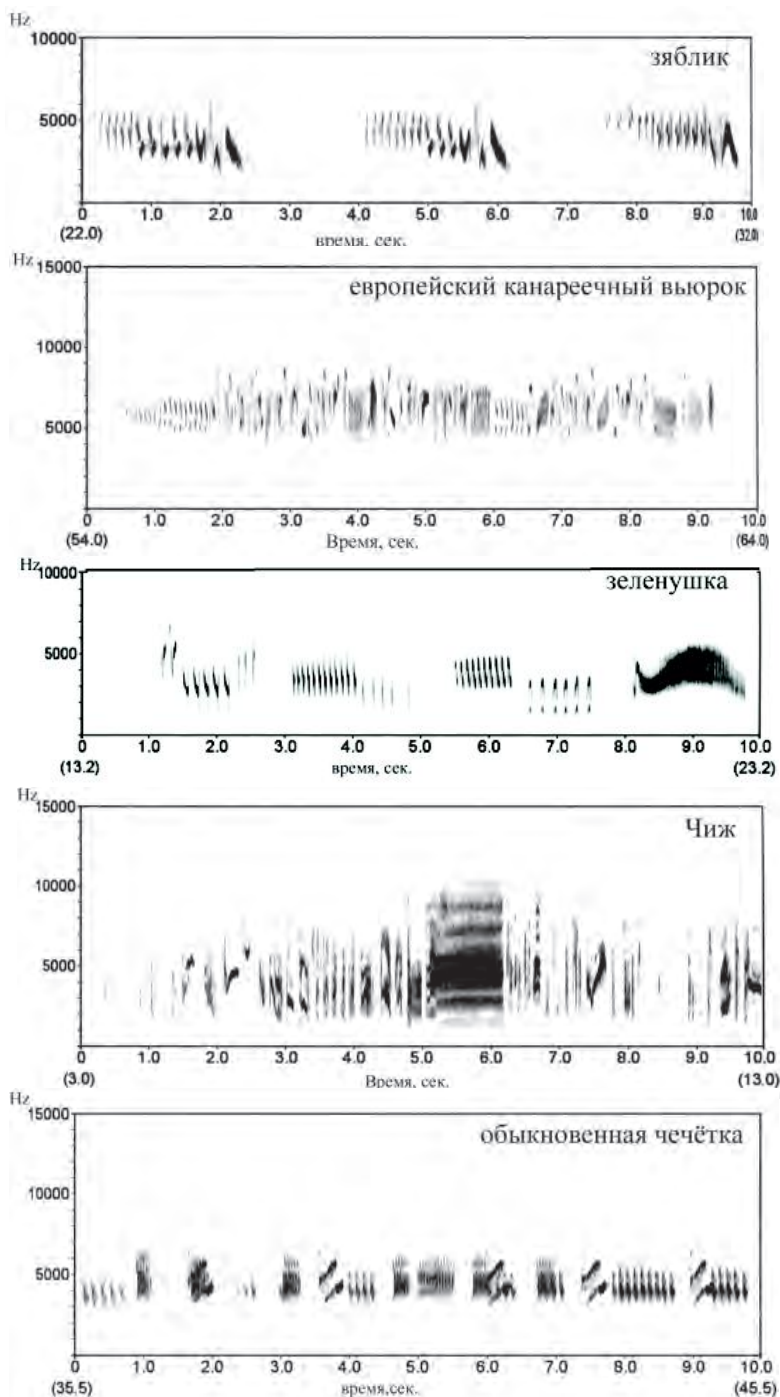 Hz
10000
зяблик
5000
0
0 1.0 2.0 3.0 4.0 5.0 6.0 7.0 8.0 9.0 10.0
(22.0) время, сек. (32.0)
Hz
15000
европейский канареечный вьюрок
10000
5000
0
0 1.0 2.0 3.0 4.0 5.0 6.0 7.0 8.0 9.0 10.0
(54.0) Время, сек. (64.0)
Hz
10000
зеленушка
5000
0
0 1.0 2.0 3.0 4.0 5.0 6.0 7.0 8.0 9.0 10.0
(13.2) время, сек. (23.2)
Hz
15000
Чиж
10000
5000
0
0 1.0 2.0 3.0 4.0 5.0 6.0 7.0 8.0 9.0 10.0
(3.0) Время, сек. (13.0)
Hz
15000
обыкновенная чечётка
10000
5000
0
0 1.0 2.0 3.0 4.0 5.0 6.0 7.0 8.0 9.0 10.0
(35.5) время,сек. (45.5)